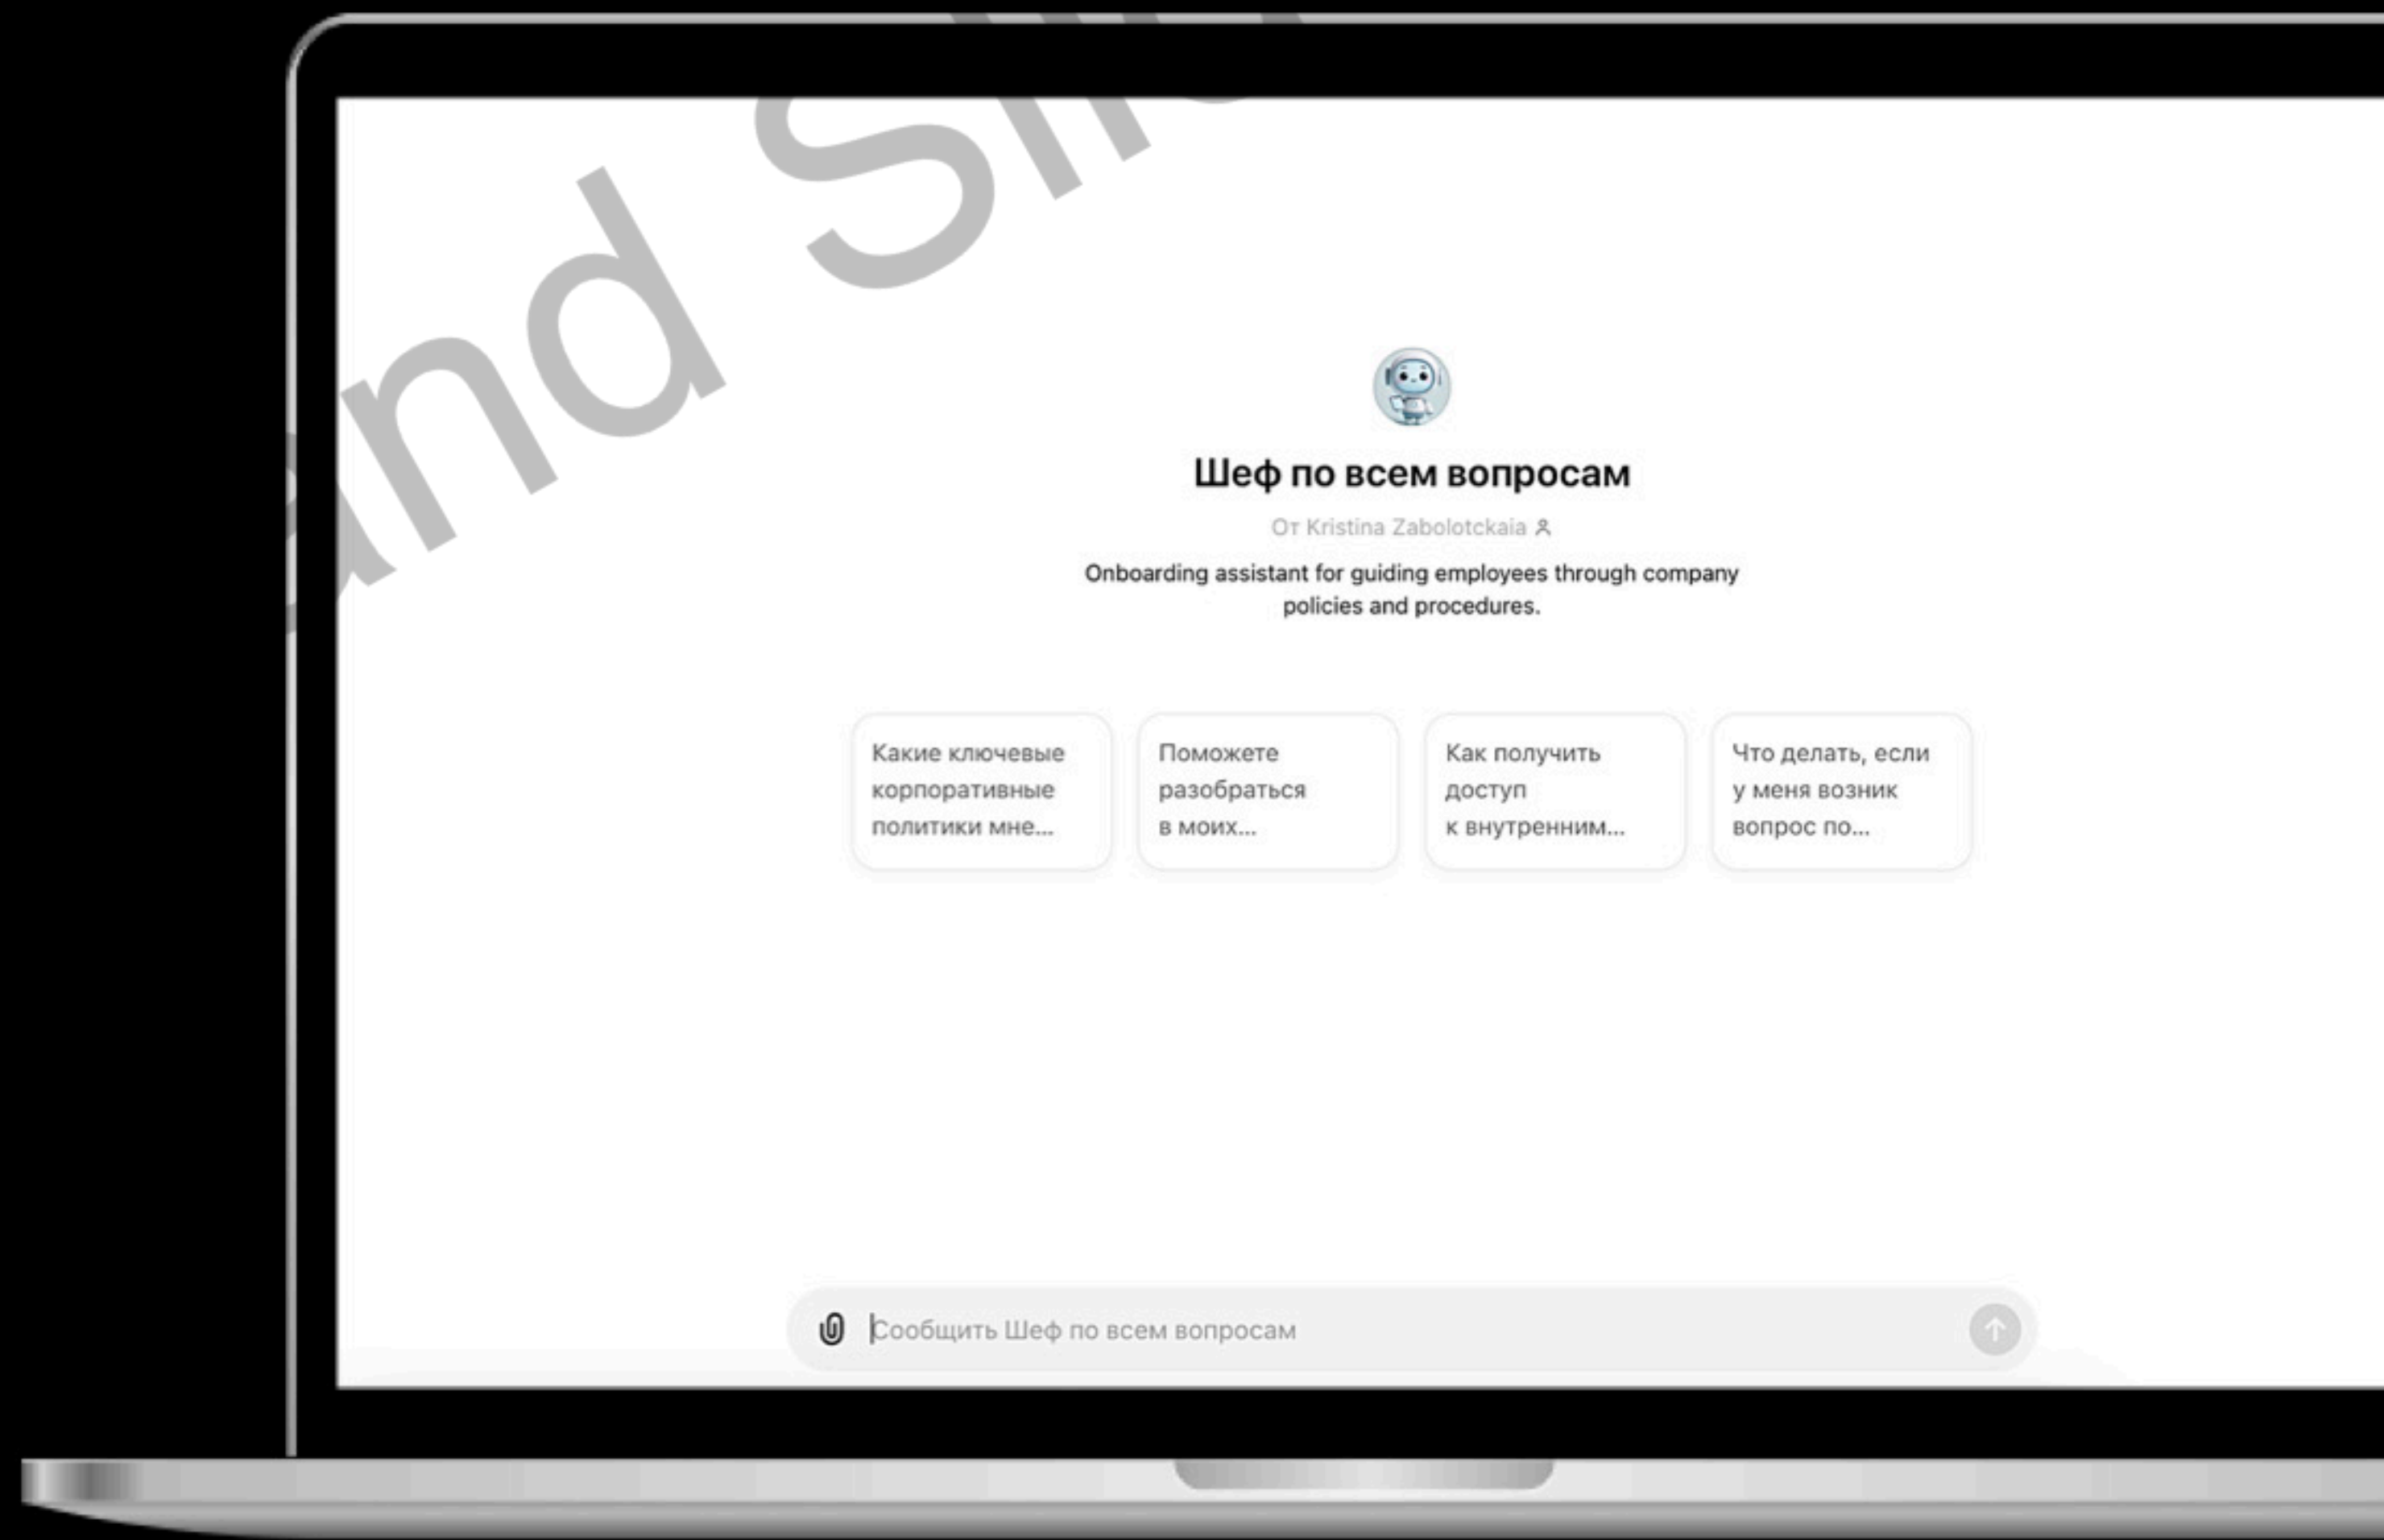 and
Шеф по всем вопросам
От Kristina Zabolotckaia
Onboarding assistant for guiding employees through company
policies and procedures.
Какие ключевые
корпоративные
политики мне...
Поможете
разобраться
в моих...
Как получить
доступ
к внутренним...
Что делать, если
у меня возник
вопрос по...
Сообщить Шеф по всем вопросам